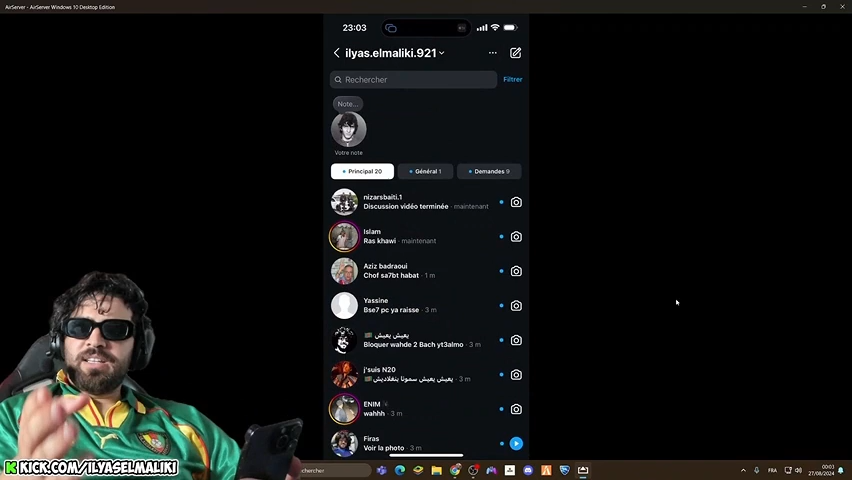 AirServer - AirServer Windows 10 Desktop Edition
23:03
ilyas.elmaliki.921
Rechercher
Filtrer
Note...
Votre note
Principal 20
Général 1
Demandes 9
nizarsbaiti.1
Discussion vidéo terminée · maintenant
Islam
Ras khawi · maintenant
Aziz badraoui
Chof sa7bt habat · 1 m
Yassine
Bse7 pc ya raisse · 3 m
يعيش يعيش
Bloquer wahde 2 Bach yt3almo · 3 m
j'suis N20
يعيش يعيش سمونا بنغلاديش · 3 m
ENIM
wahhh · 3 m
Firas
Voir la photo · 3 m
KICK.COM/ILYASELMALIKI
chercher
FRA
00:03
27/08/2024